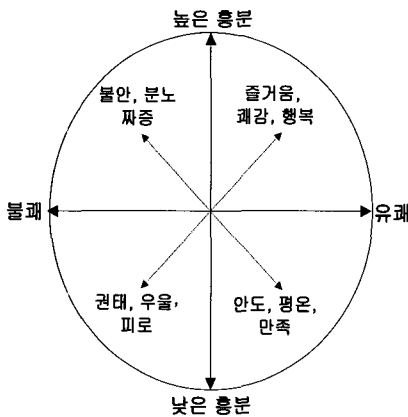 높은 흥분
불안, 분노
짜증
즐거움,
쾌감, 행복
불쾌
유쾌
권태, 우울,
피로
안도, 평온,
만족
낮은 흥분